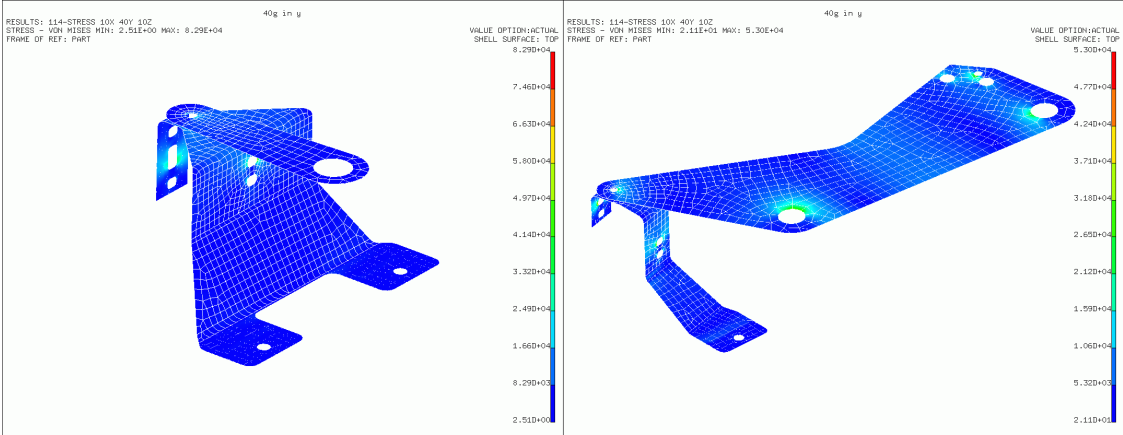 40g in y
RESULTS: 114-STRESS 10X 40Y 10Z
STRESS - VON MISES MIN: 2.51E+00 MAX: 8.29E+04
FRAME OF REF: PART
VALUE OPTION:ACTUAL
SHELL SURFACE: TOP
8.29D+04
7.46D+04
6.63D+04
5.80D+04
4.97D+04
4.14D+04
3.32D+04
2.49D+04
1.66D+04
8.29D+03
2.51D+00
40g in y
RESULTS: 114-STRESS 10X 40Y 10Z
STRESS - VON MISES MIN: 2.11E+01 MAX: 5.30E+04
FRAME OF REF: PART
VALUE OPTION:ACTUAL
SHELL SURFACE: TOP
5.30D+04
4.77D+04
4.24D+04
3.71D+04
3.18D+04
2.65D+04
2.12D+04
1.59D+04
1.06D+04
5.32D+03
2.11D+01